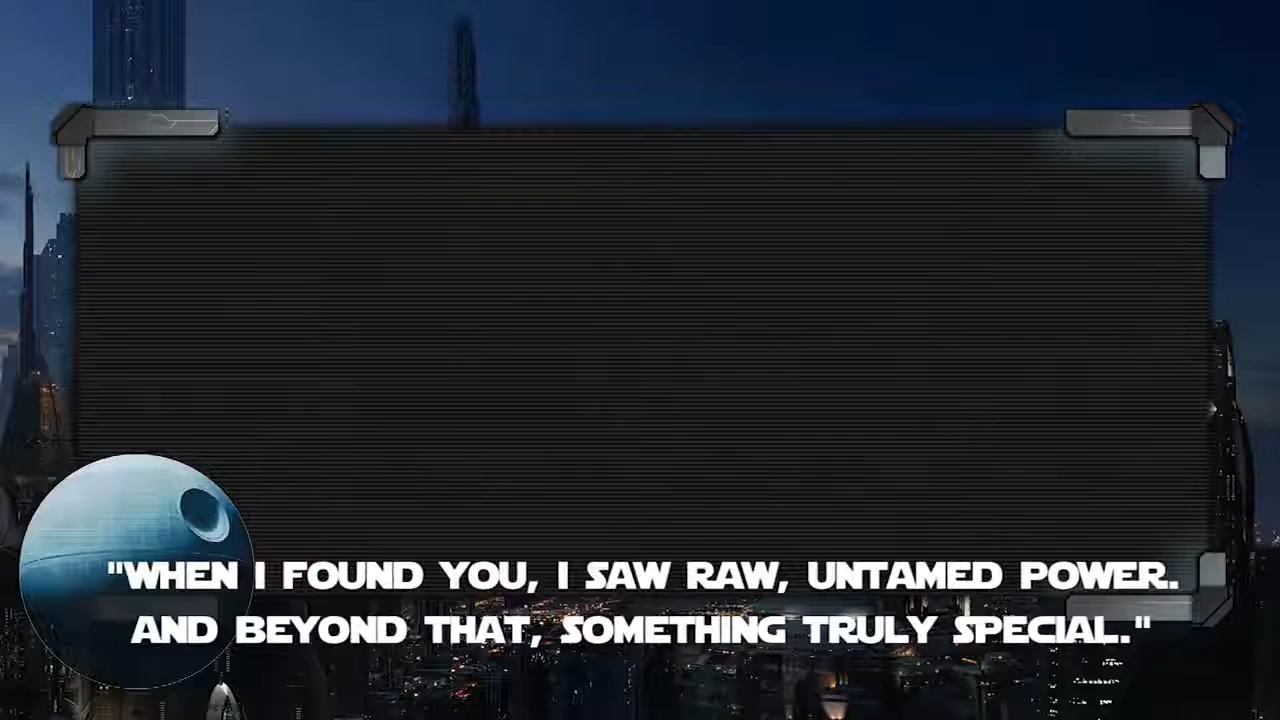 "WHEN I FOUND YOU, I SAW RAW, UNTAMED POWER.
AND BEYOND THAT, SOMETHING TRULY SPECIAL."